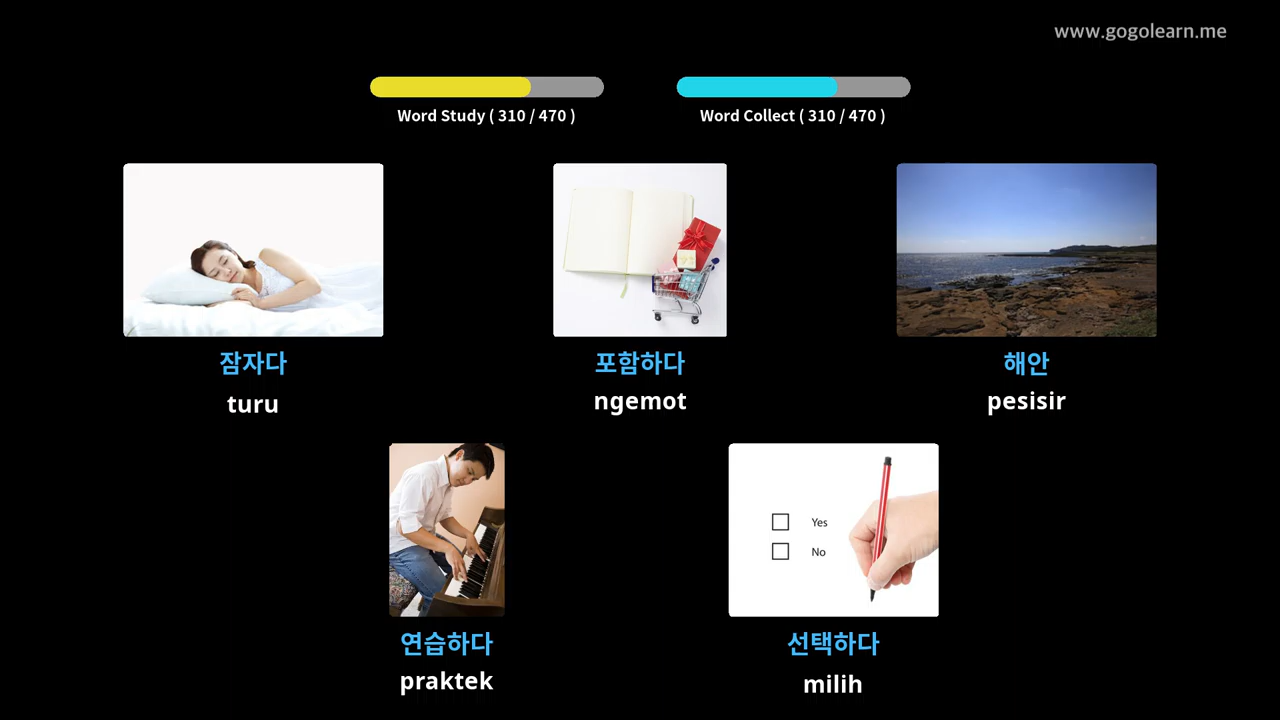 www.gogolearn.me
Word Study ( 310 / 470 )
Word Collect ( 310 / 470 )
잠자다
turu
포함하다
ngemot
해안
pesisir
Yes
No
연습하다
praktek
선택하다
milih